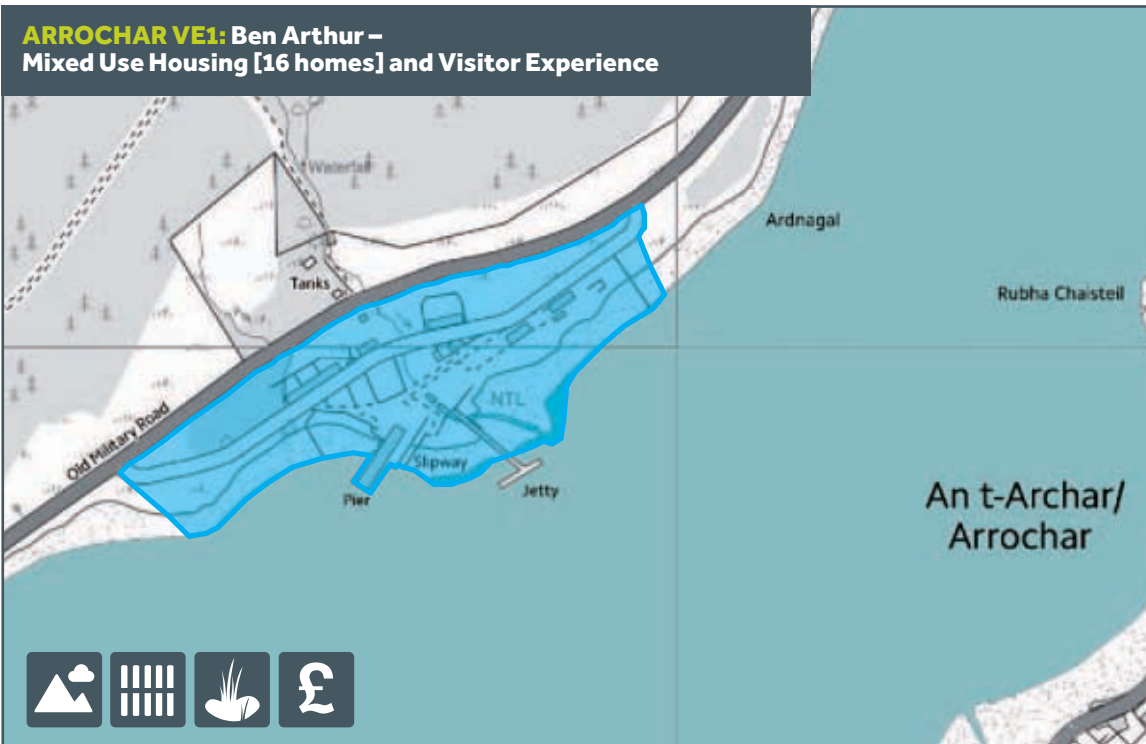 ARROCHAR VE1: Ben Arthur –
Mixed Use Housing [16 homes] and Visitor Experience
Waterfall
Ardnagal
Tanks
Rubha Chaisteil
Old Military Road
NTL
Slipway
Pier
Jetty
An t-Archar/
Arrochar
£